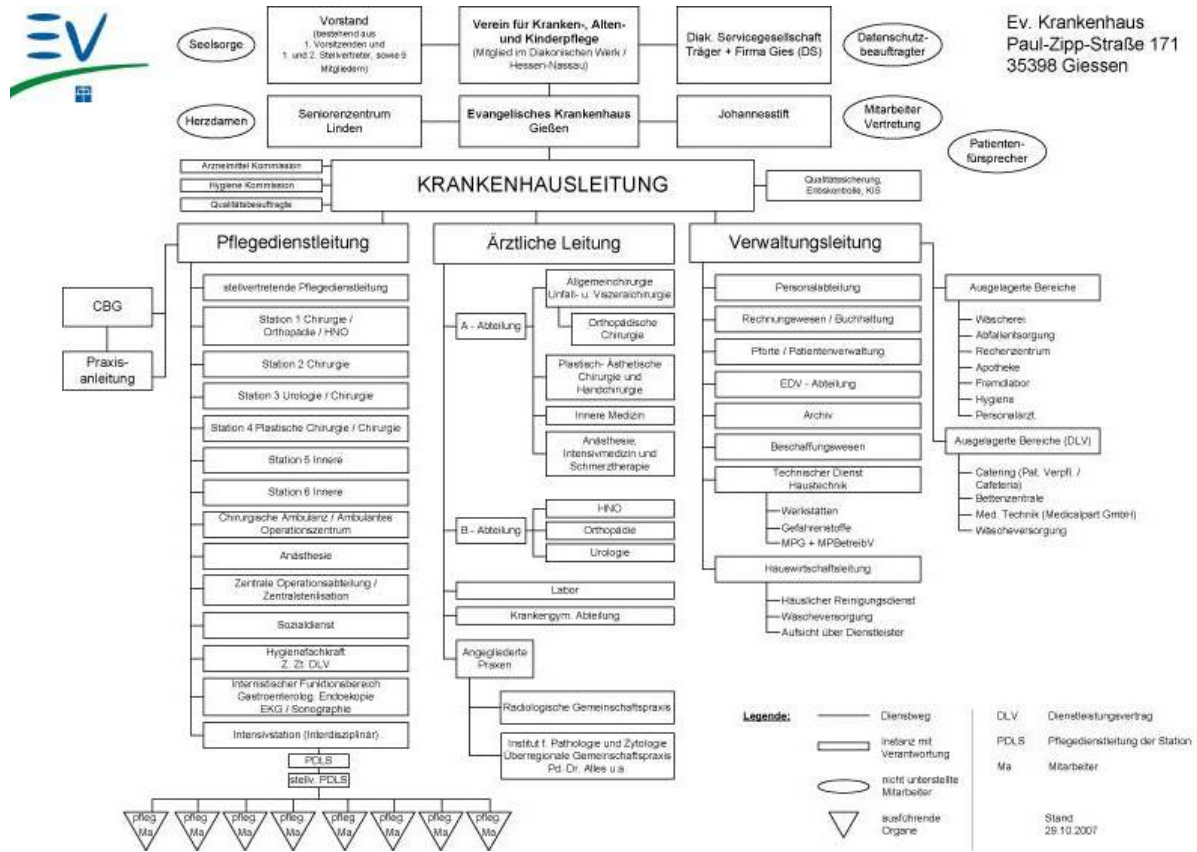 EV
Seelsorge
Vorstand
(bestehend aus
1. Vorsitzenden und
1. und 2. Stellvertreter, sowie 9
Mitgliedern)
Verein für Kranken-, Alten-
und Kinderpflege
(Mitglied im Diakonischen Werk /
Hessen-Nassau)
Diak. Servicegesellschaft
Träger + Firma Gies (DS)
Datenschutz-
beauftragter
Ev. Krankenhaus
Paul-Zipp-Straße 171
35398 Giessen
Herzdamen
Seniorenzentrum
Linden
Evangelisches Krankenhaus
Gießen
Johannesstift
Mitarbeiter
Vertretung
Patienten-
fürsprecher
Arzneimittel Kommission
Hygiene Kommission
Qualitätsbeauftragte
KRANKENHAUSLEITUNG
Qualitätssicherung,
Erlöskontrolle, KIS
Pflegedienstleitung
Ärztliche Leitung
Verwaltungsleitung
CBG
Praxis-
anleitung
stellvertretende Pflegedienstleitung
Station 1 Chirurgie /
Orthopädie / HNO
Station 2 Chirurgie
Station 3 Urologie / Chirurgie
Station 4 Plastische Chirurgie / Chirurgie
Station 5 Innere
Station 6 Innere
Chirurgische Ambulanz / Ambulantes
Operationszentrum
Anästhesie
Zentrale Operationsabteilung /
Zentralsterilisation
Sozialdienst
Hygienefachkraft
Z. Zt. DLV
Internistischer Funktionsbereich
Gastroenterolog. Endoskopie
EKG / Sonographie
Intensivstation (Interdisziplinär)
PDLS
stellv. PDLS
pfleg. Ma
pfleg. Ma
pfleg. Ma
pfleg. Ma
pfleg. Ma
pfleg. Ma
pfleg. Ma
pfleg. Ma
A - Abteilung
Allgemeinchirurgie
Unfall- u. Viszeralchirurgie
Orthopädische
Chirurgie
Plastisch- Ästhetische
Chirurgie und
Handchirurgie
Innere Medizin
Anästhesie,
Intensivmedizin und
Schmerztherapie
B - Abteilung
HNO
Orthopädie
Urologie
Labor
Krankengym. Abteilung
Angegliederte
Praxen
Radiologische Gemeinschaftspraxis
Institut f. Pathologie und Zytologie
Überregionale Gemeinschaftspraxis
Pd. Dr. Alles u.a.
Personalabteilung
Rechnungwesen / Buchhaltung
Pforte / Patientenverwaltung
EDV - Abteilung
Archiv
Beschaffungswesen
Technischer Dienst
Haustechnik
Werkstätten
Gefahrenstoffe
MPG + MPBetreibV
Hauswirtschaftsleitung
Häuslicher Reinigungsdienst
Wäscheversorgung
Aufsicht über Dienstleister
Ausgelagerte Bereiche
Wäscherei
Abfallentsorgung
Rechenzentrum
Apotheke
Fremdlabor
Hygiene
Personalarzt.
Ausgelagerte Bereiche (DLV)
Catering (Pat. Verpfl. /
Cafeteria)
Bettenzentrale
Med. Technik (Medicalpart GmbH)
Wäscheversorgung
Legende:
Dienstweg
Instanz mit
Verantwortung
nicht unterstellte
Mitarbeiter
ausführende
Organe
DLV Dienstleistungsvertrag
PDLS Pflegedienstleitung der Station
Ma Mitarbeiter
Stand
29.10.2007